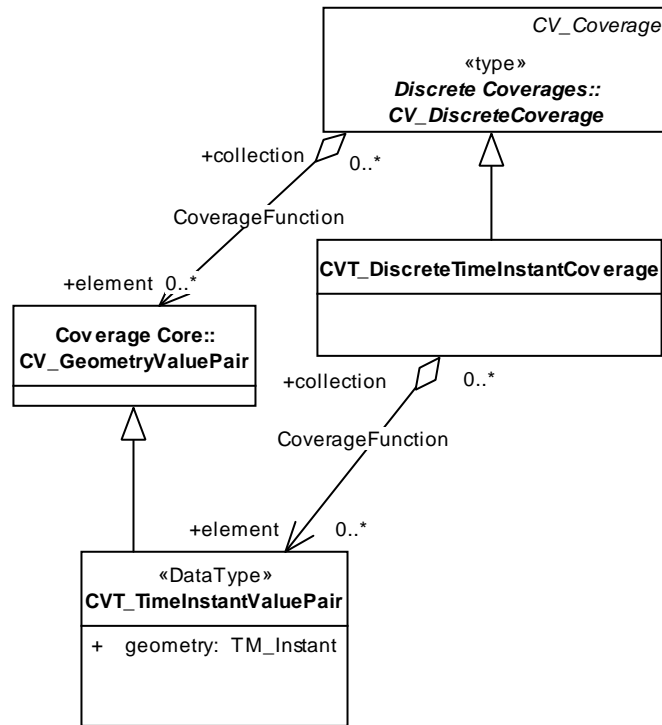 CV_Coverage
«type»
Discrete Coverages::
CV_DiscreteCoverage
+collection
0..*
CoverageFunction
+element 0..*
CVT_DiscreteTimeInstantCoverage
Coverage Core::
CV_GeometryValuePair
+collection
0..*
CoverageFunction
+element
0..*
«DataType»
CVT_TimeInstantValuePair
+ geometry: TM_Instant